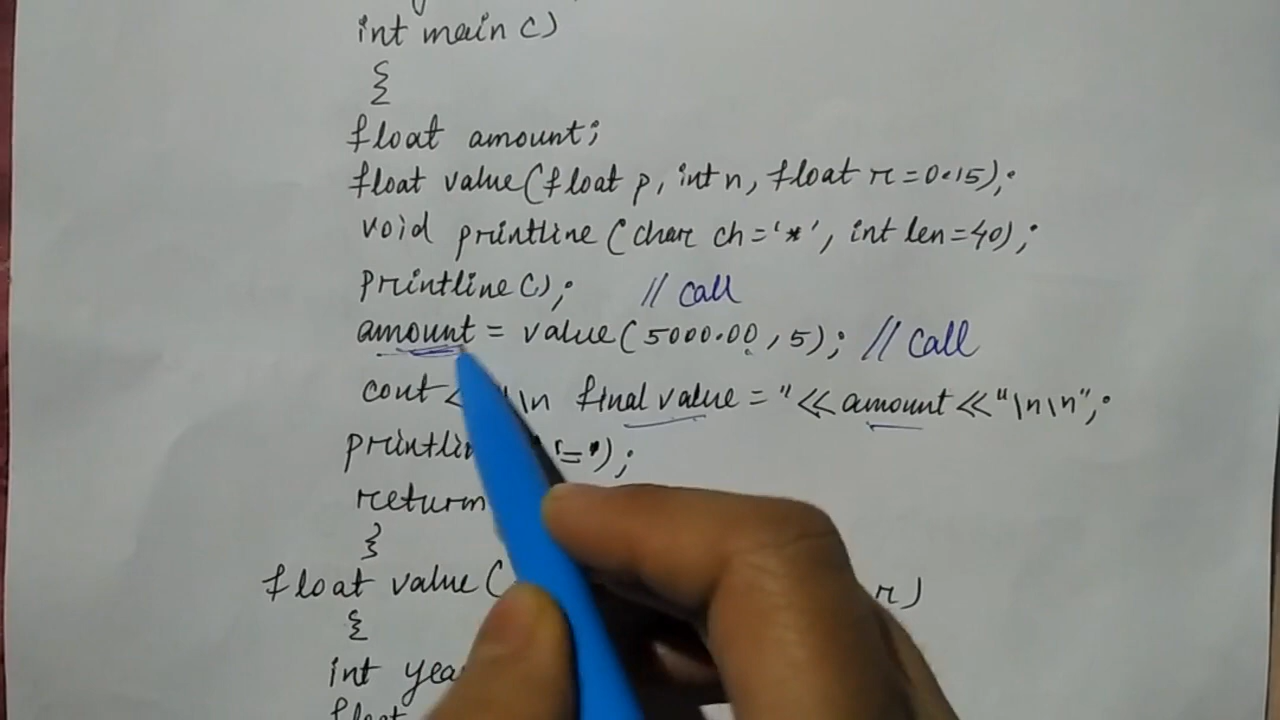 int main()
{
float amount;
float value(float p, int n, float r=0.15);
void printline (char ch='*', int len=40);
printline(); // call
amount = value(5000.00, 5); // call
cout << "\n final value = " << amount << "\n\n";
'=');
return
}
float value( r)
{
int
float